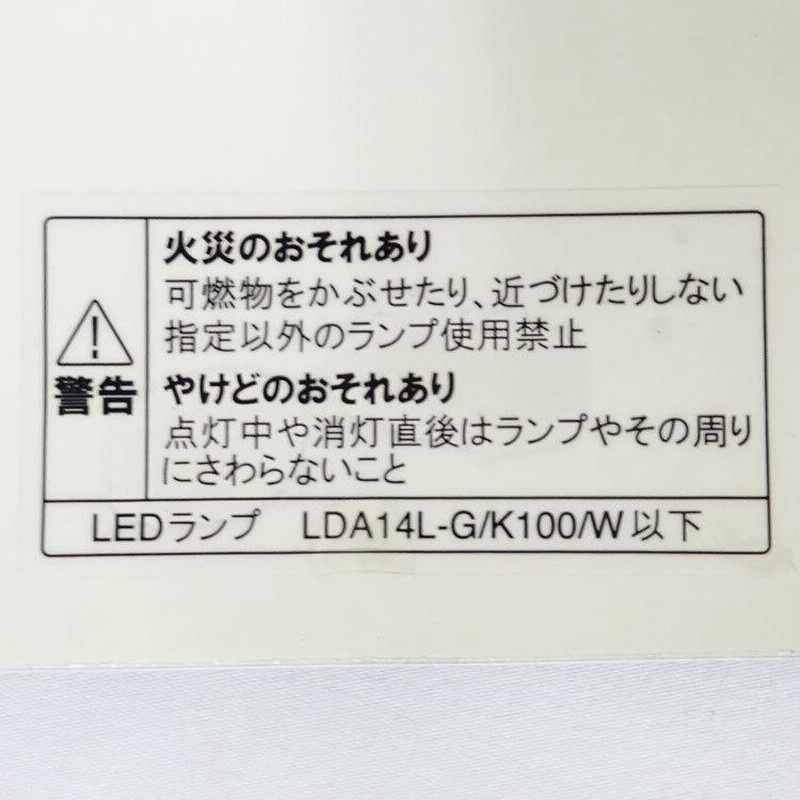 火災のおそれあり
可燃物をかぶせたり、近づけたりしない
指定以外のランプ使用禁止
警告
やけどのおそれあり
点灯中や消灯直後はランプやその周り
にさわらないこと
LEDランプ LDA14L-G/K100/W以下